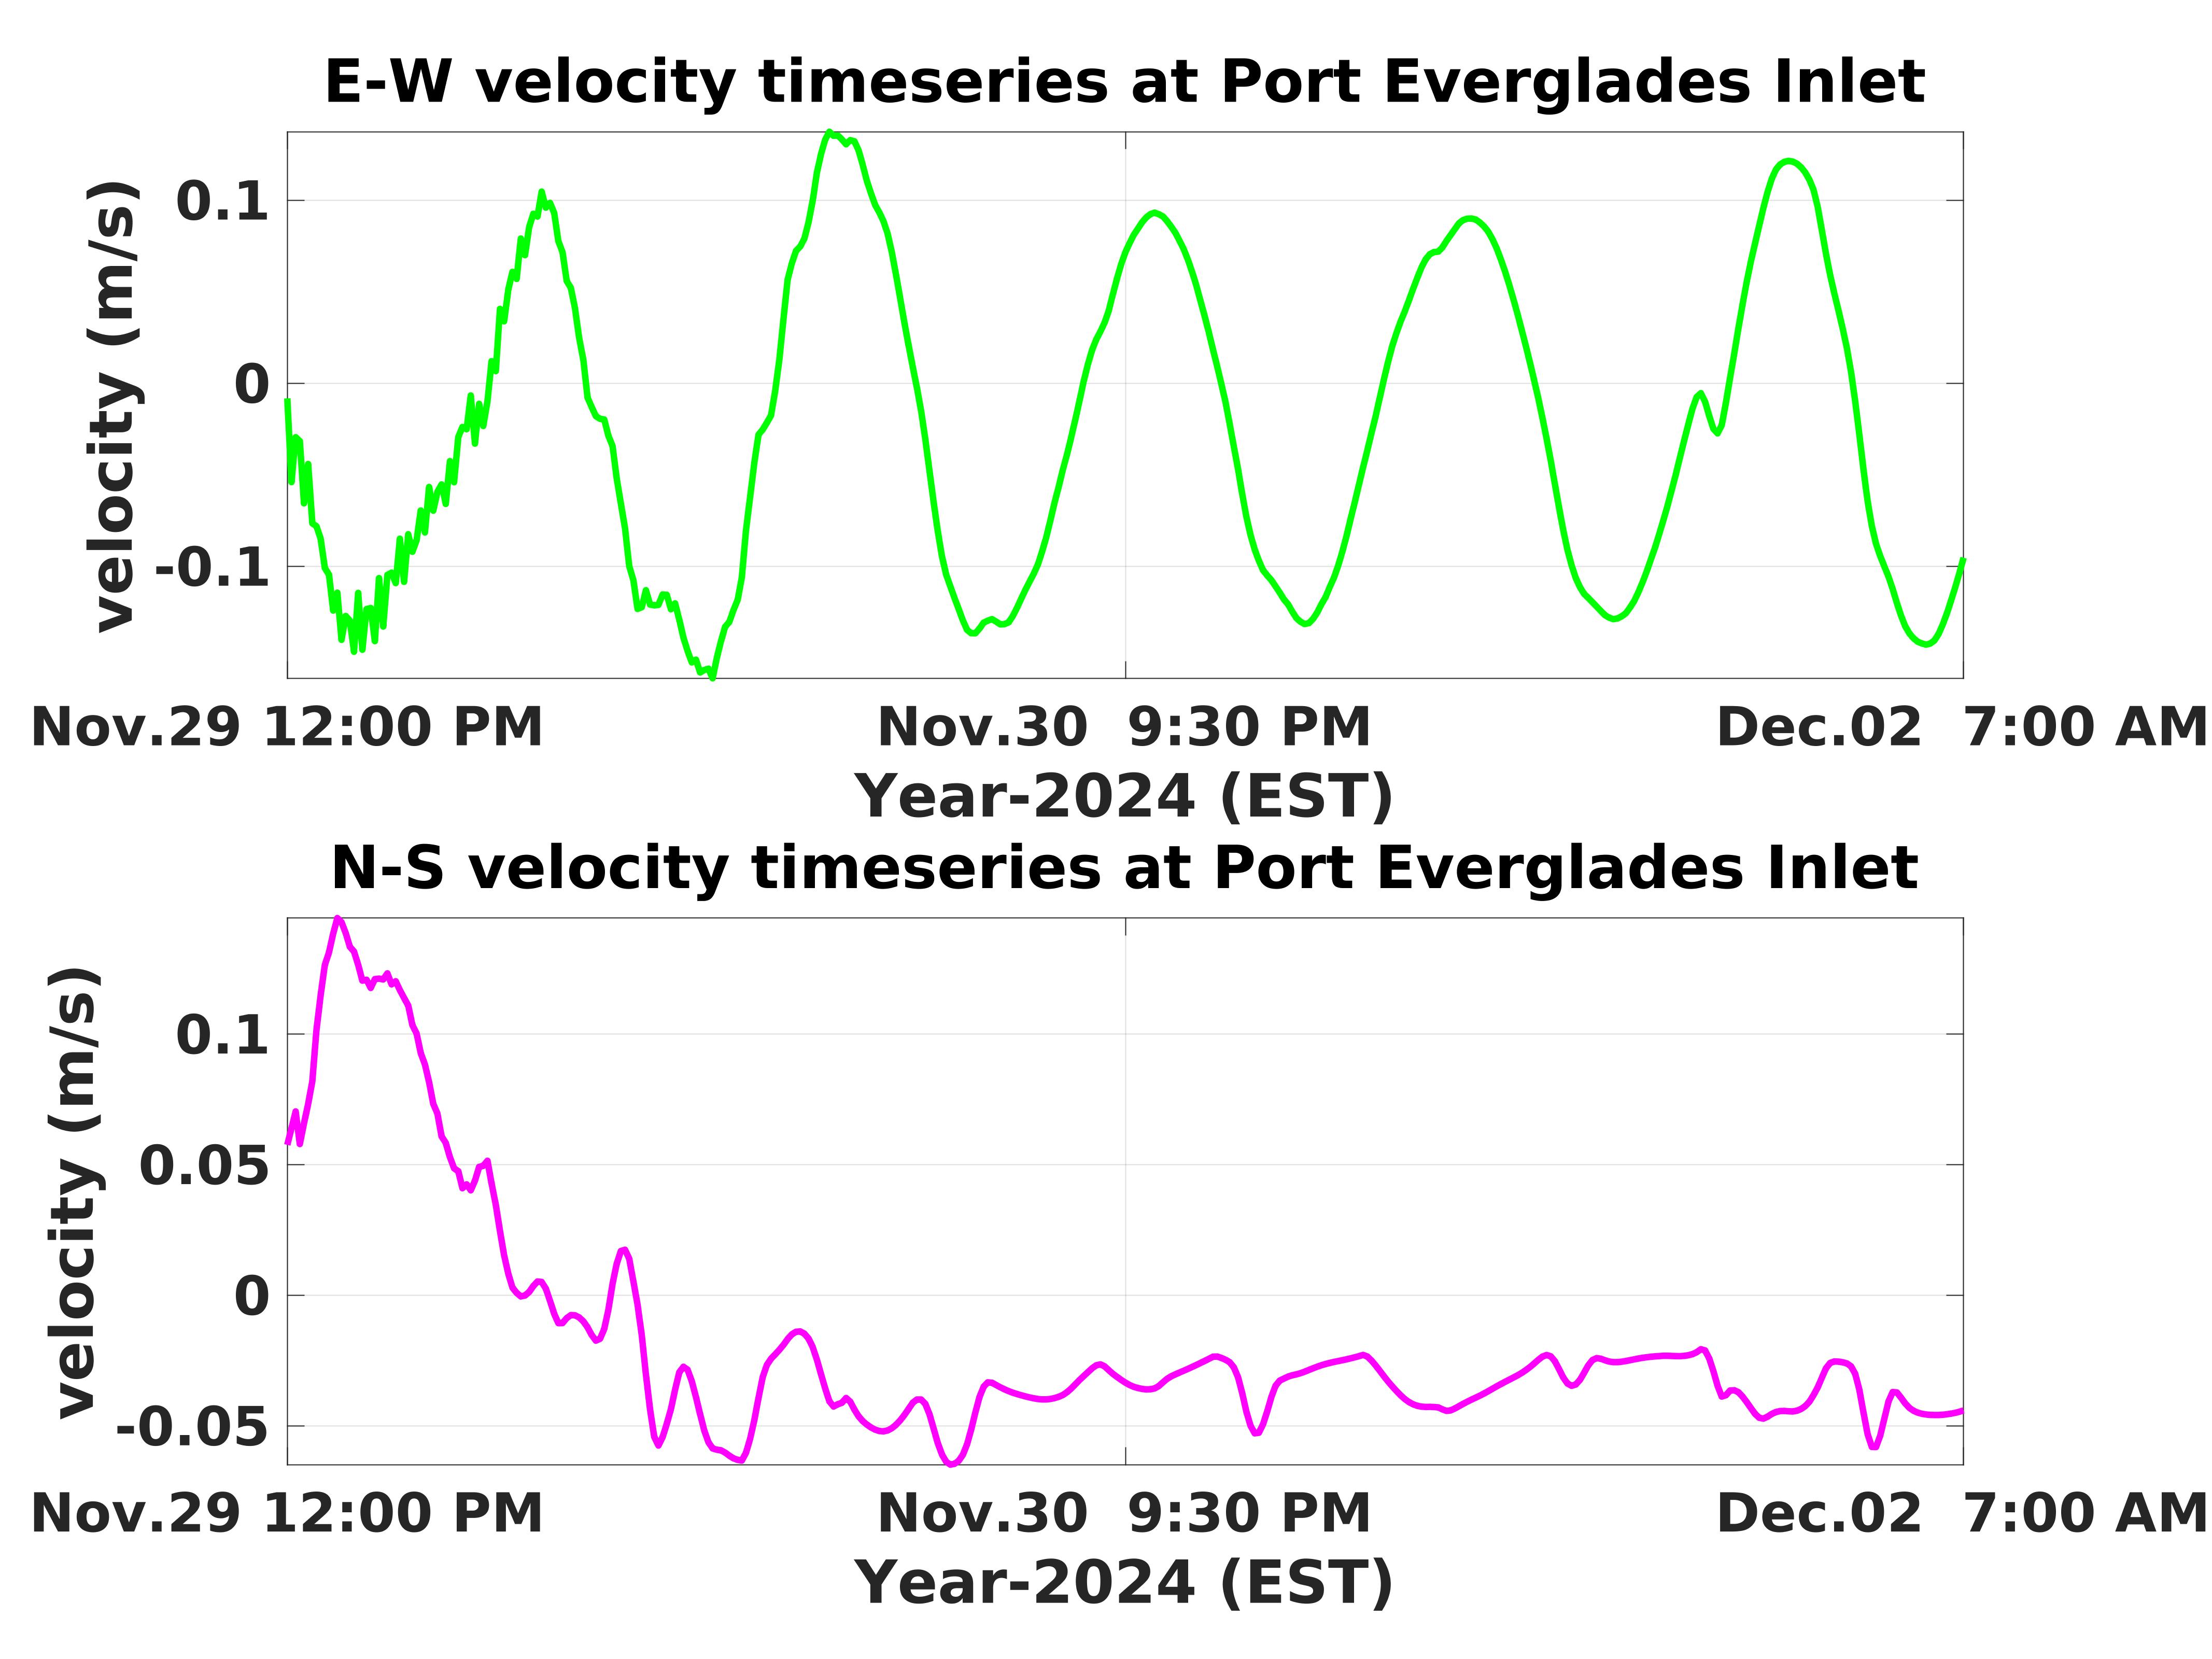 E-W velocity timeseries at Port Everglades Inlet
velocity (m/s)
0.1
0
-0.1
Nov.29 12:00 PM
Nov.30  9:30 PM
Dec.02  7:00 AM
Year-2024 (EST)
N-S velocity timeseries at Port Everglades Inlet
velocity (m/s)
0.1
0.05
0
-0.05
Nov.29 12:00 PM
Nov.30  9:30 PM
Dec.02  7:00 AM
Year-2024 (EST)